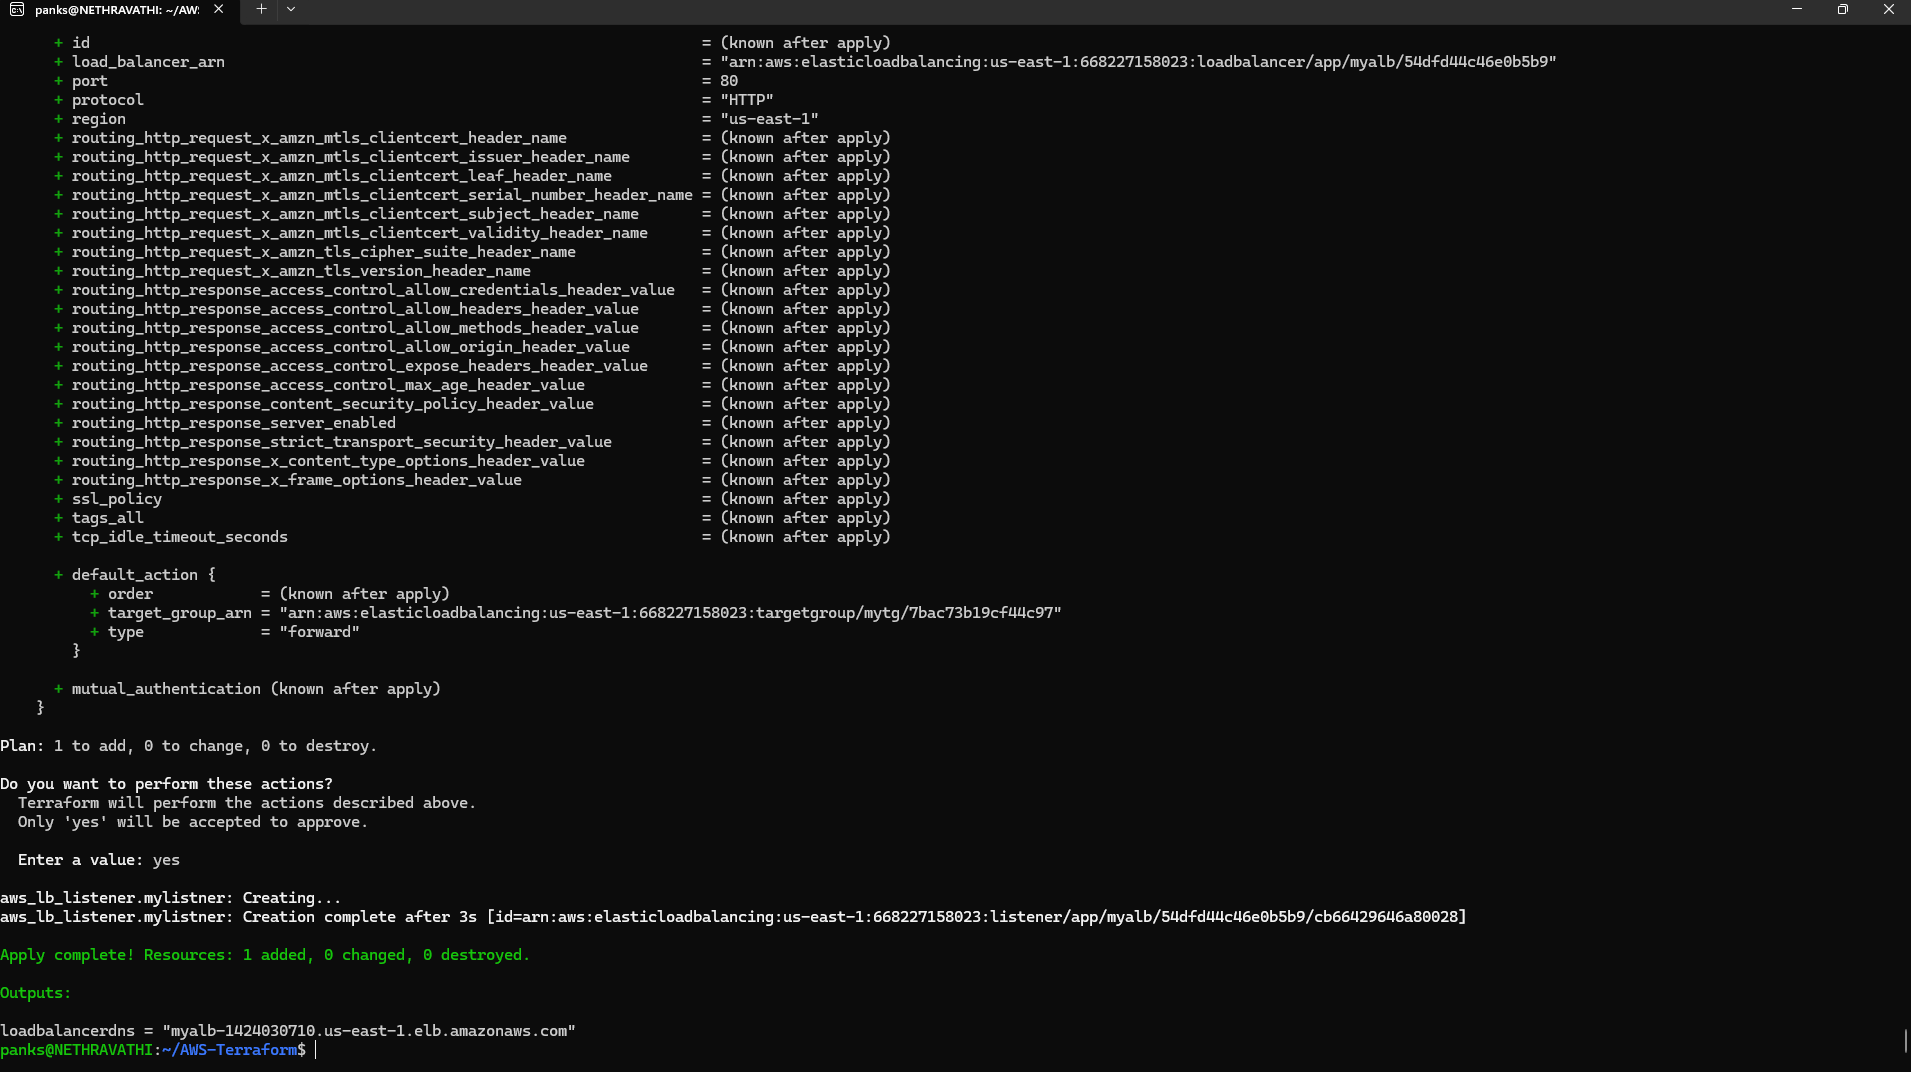 panks@NETHRAVATHI: ~/AW
+ id = (known after apply)
+ load_balancer_arn = "arn:aws:elasticloadbalancing:us-east-1:668227158023:loadbalancer/app/myalb/54dfd44c46e0b5b9"
+ port = 80
+ protocol = "HTTP"
+ region = "us-east-1"
+ routing_http_request_x_amzn_mtls_clientcert_header_name = (known after apply)
+ routing_http_request_x_amzn_mtls_clientcert_issuer_header_name = (known after apply)
+ routing_http_request_x_amzn_mtls_clientcert_leaf_header_name = (known after apply)
+ routing_http_request_x_amzn_mtls_clientcert_serial_number_header_name = (known after apply)
+ routing_http_request_x_amzn_mtls_clientcert_subject_header_name = (known after apply)
+ routing_http_request_x_amzn_mtls_clientcert_validity_header_name = (known after apply)
+ routing_http_request_x_amzn_tls_cipher_suite_header_name = (known after apply)
+ routing_http_request_x_amzn_tls_version_header_name = (known after apply)
+ routing_http_response_access_control_allow_credentials_header_value = (known after apply)
+ routing_http_response_access_control_allow_headers_header_value = (known after apply)
+ routing_http_response_access_control_allow_methods_header_value = (known after apply)
+ routing_http_response_access_control_allow_origin_header_value = (known after apply)
+ routing_http_response_access_control_expose_headers_header_value = (known after apply)
+ routing_http_response_access_control_max_age_header_value = (known after apply)
+ routing_http_response_content_security_policy_header_value = (known after apply)
+ routing_http_response_server_enabled = (known after apply)
+ routing_http_response_strict_transport_security_header_value = (known after apply)
+ routing_http_response_x_content_type_options_header_value = (known after apply)
+ routing_http_response_x_frame_options_header_value = (known after apply)
+ ssl_policy = (known after apply)
+ tags_all = (known after apply)
+ tcp_idle_timeout_seconds = (known after apply)
+ default_action {
+ order = (known after apply)
+ target_group_arn = "arn:aws:elasticloadbalancing:us-east-1:668227158023:targetgroup/mytg/7bac73b19cf44c97"
+ type = "forward"
}
+ mutual_authentication (known after apply)
}
Plan: 1 to add, 0 to change, 0 to destroy.
Do you want to perform these actions?
Terraform will perform the actions described above.
Only 'yes' will be accepted to approve.
Enter a value: yes
aws_lb_listener.mylistner: Creating...
aws_lb_listener.mylistner: Creation complete after 3s [id=arn:aws:elasticloadbalancing:us-east-1:668227158023:listener/app/myalb/54dfd44c46e0b5b9/cb66429646a80028]
Apply complete! Resources: 1 added, 0 changed, 0 destroyed.
Outputs:
loadbalancerdns = "myalb-1424030710.us-east-1.elb.amazonaws.com"
panks@NETHRAVATHI:~/AWS-Terraform$